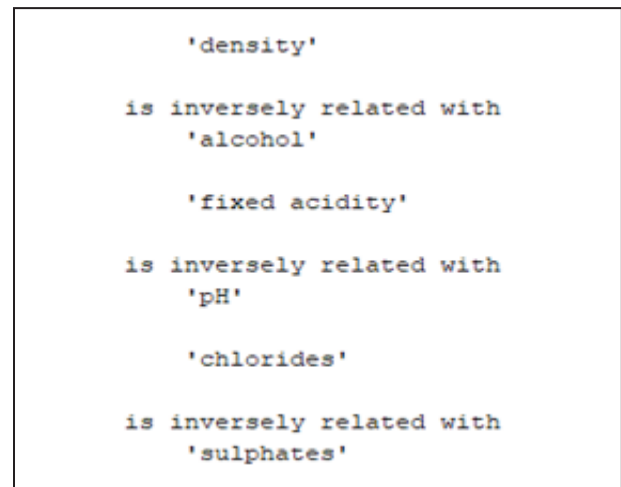 'density'
is inversely related with
'alcohol'
'fixed acidity'
is inversely related with
'pH'
'chlorides'
is inversely related with
'sulphates'